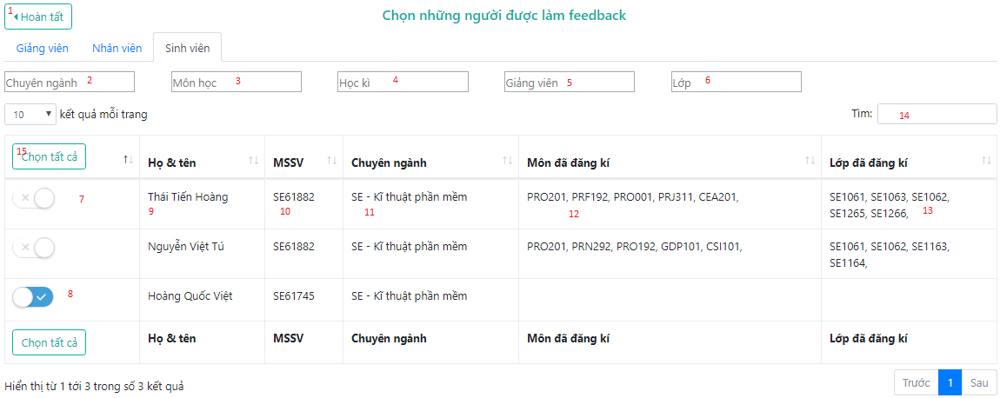 1 Hoàn tất
Chọn những người được làm feedback
Giảng viên Nhân viên Sinh viên
Chuyên ngành 2 Môn học 3 Học kì 4 Giảng viên 5 Lớp 6
10 kết quả mỗi trang Tìm: 14
15 Chọn tất cả Họ & tên MSSV Chuyên ngành Môn đã đăng kí Lớp đã đăng kí
7 Thái Tiến Hoàng SE61882 SE - Kĩ thuật phần mềm PRO201, PRF192, PRO001, PRJ311, CEA201, SE1061, SE1063, SE1062,
9 10 11 12 SE1265, SE1266, 13
Nguyễn Việt Tú SE61882 SE - Kĩ thuật phần mềm PRO201, PRN292, PRO192, GDP101, CSI101, SE1061, SE1062, SE1163,
SE1164,
8 Hoàng Quốc Việt SE61745 SE - Kĩ thuật phần mềm
Chọn tất cả Họ & tên MSSV Chuyên ngành Môn đã đăng kí Lớp đã đăng kí
Hiển thị từ 1 tới 3 trong số 3 kết quả Trước 1 Sau